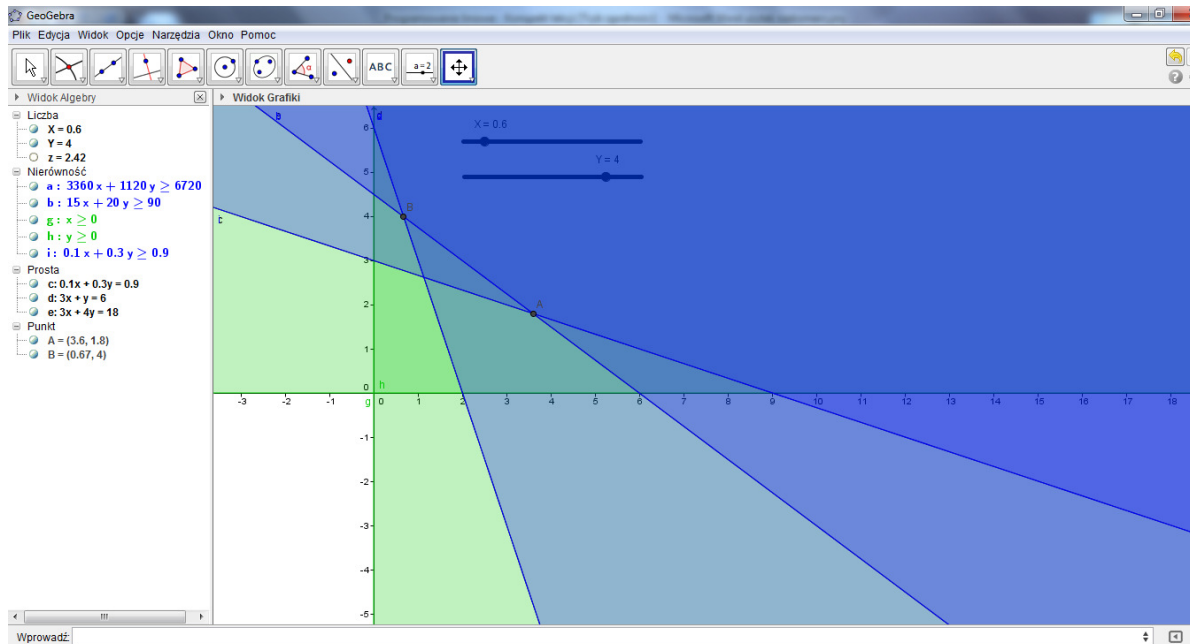 GeoGebra
Plik Edycja Widok Opcje Narzędzia Okno Pomoc
ABC a=2
Widok Algebry
Widok Grafiki
Liczba
X = 0.6
Y = 4
z = 2.42
Nierówność
a : 3360 x + 1120 y ≥ 6720
b : 15 x + 20 y ≥ 90
g : x ≥ 0
h : y ≥ 0
i : 0.1 x + 0.3 y ≥ 0.9
Prosta
c: 0.1x + 0.3y = 0.9
d: 3x + y = 6
e: 3x + 4y = 18
Punkt
A = (3.6, 1.8)
B = (0.67, 4)
b
d
c
X = 0.6
Y = 4
B
A
h
g
6
5
4
3
2
1
0
-1
-2
-3
-4
-5
-3 -2 -1 0 1 2 3 4 5 6 7 8 9 10 11 12 13 14 15 16 17 18
Wprowadź: